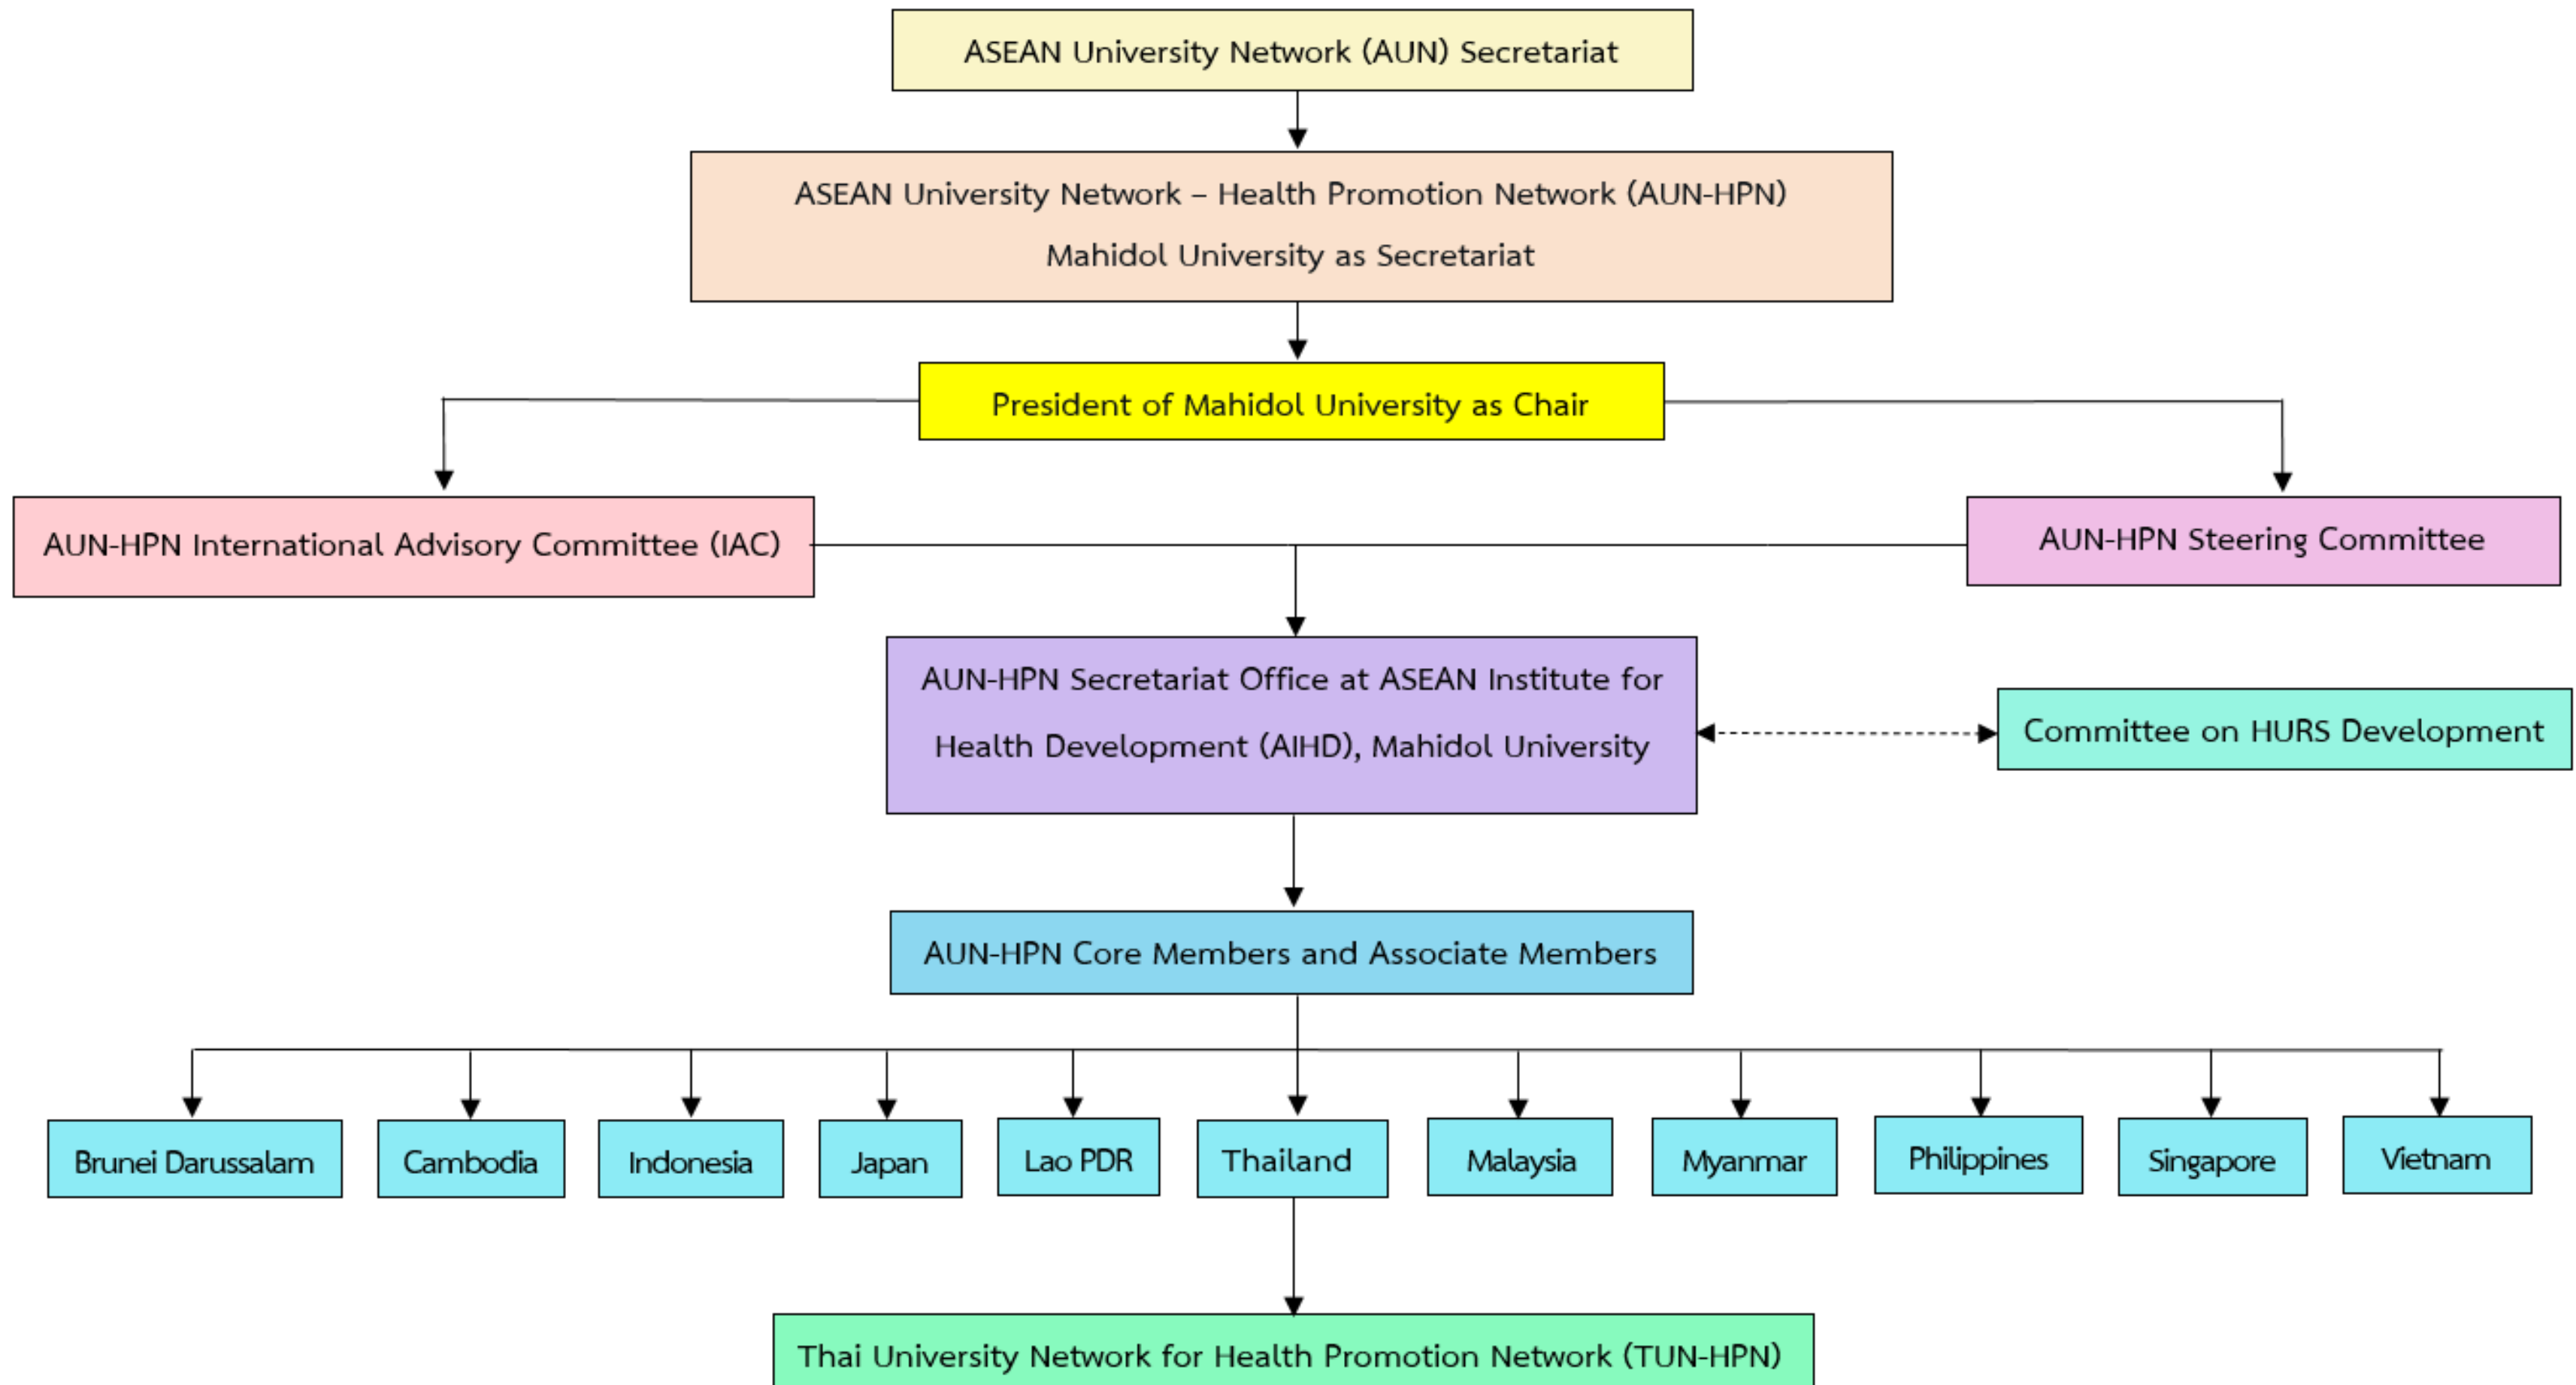 ASEAN University Network (AUN) Secretariat
ASEAN University Network – Health Promotion Network (AUN-HPN)
Mahidol University as Secretariat
President of Mahidol University as Chair
AUN-HPN International Advisory Committee (IAC)
AUN-HPN Steering Committee
AUN-HPN Secretariat Office at ASEAN Institute for
Health Development (AIHD), Mahidol University
Committee on HURS Development
AUN-HPN Core Members and Associate Members
Brunei Darussalam
Cambodia
Indonesia
Japan
Lao PDR
Thailand
Malaysia
Myanmar
Philippines
Singapore
Vietnam
Thai University Network for Health Promotion Network (TUN-HPN)